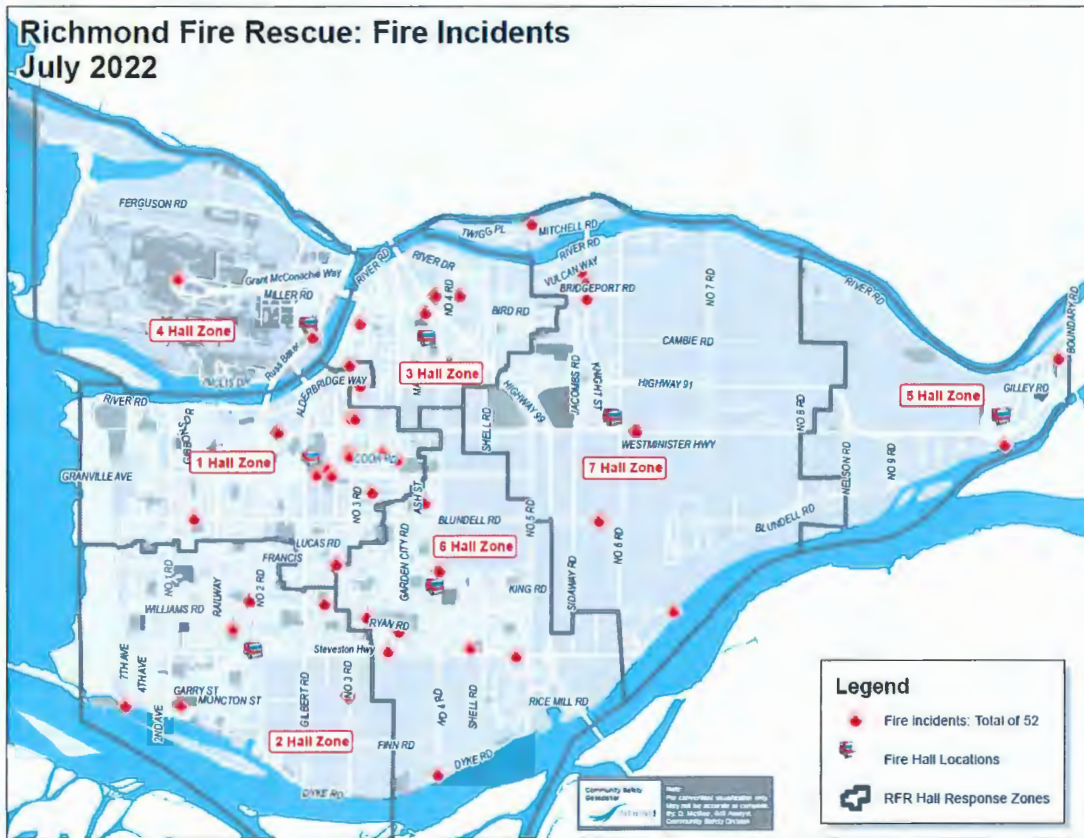 Richmond Fire Rescue: Fire Incidents
July 2022
FERGUSON RD
TWIGG PL
MITCHELL RD
RIVER RD
RIVER RD
RIVER DR
VULCAN WAY
Grant McConachie Way
NO 4 RD
BRIDGEPORT RD
NO 7 RD
RIVER RD
BOUNDARY RD
MILLER RD
BIRD RD
4 Hall Zone
CAMBIE RD
Russ Baker
3 Hall Zone
ALDERBRIDGE WAY
JACOBMBS RD
KNIGHT ST
HIGHWAY 91
GILLEY RD
RIVER RD
HIGHWAY 99
5 Hall Zone
GIBBONS DR
SHELL RD
WESTMINISTER HWY
NO 8 RD
1 Hall Zone
COOK RD
7 Hall Zone
NELSON RD
NO 9 RD
GRANVILLE AVE
NO 3 RD
ASH ST
BLUNDELL RD
NO 5 RD
BLUNDELL RD
LUCAS RD
6 Hall Zone
NO 6 RD
FRANCIS
GARDEN CITY RD
NO 1 RD
NO 2 RD
KING RD
SIDAWAY RD
RAILWAY
WILLIAMS RD
RYAN RD
Steveston Hwy
7TH AVE
4TH AVE
GARRY ST
MONCTON ST
2ND AVE
GILBERT RD
NO 3 RD
NO 4 RD
SHELL RD
RICE MILL RD
2 Hall Zone
FINN RD
DYKE RD
DYKE RD
Legend
Fire Incidents: Total of 52
Fire Hall Locations
RFR Hall Response Zones
Community Safety
Note:
Community Safety Division